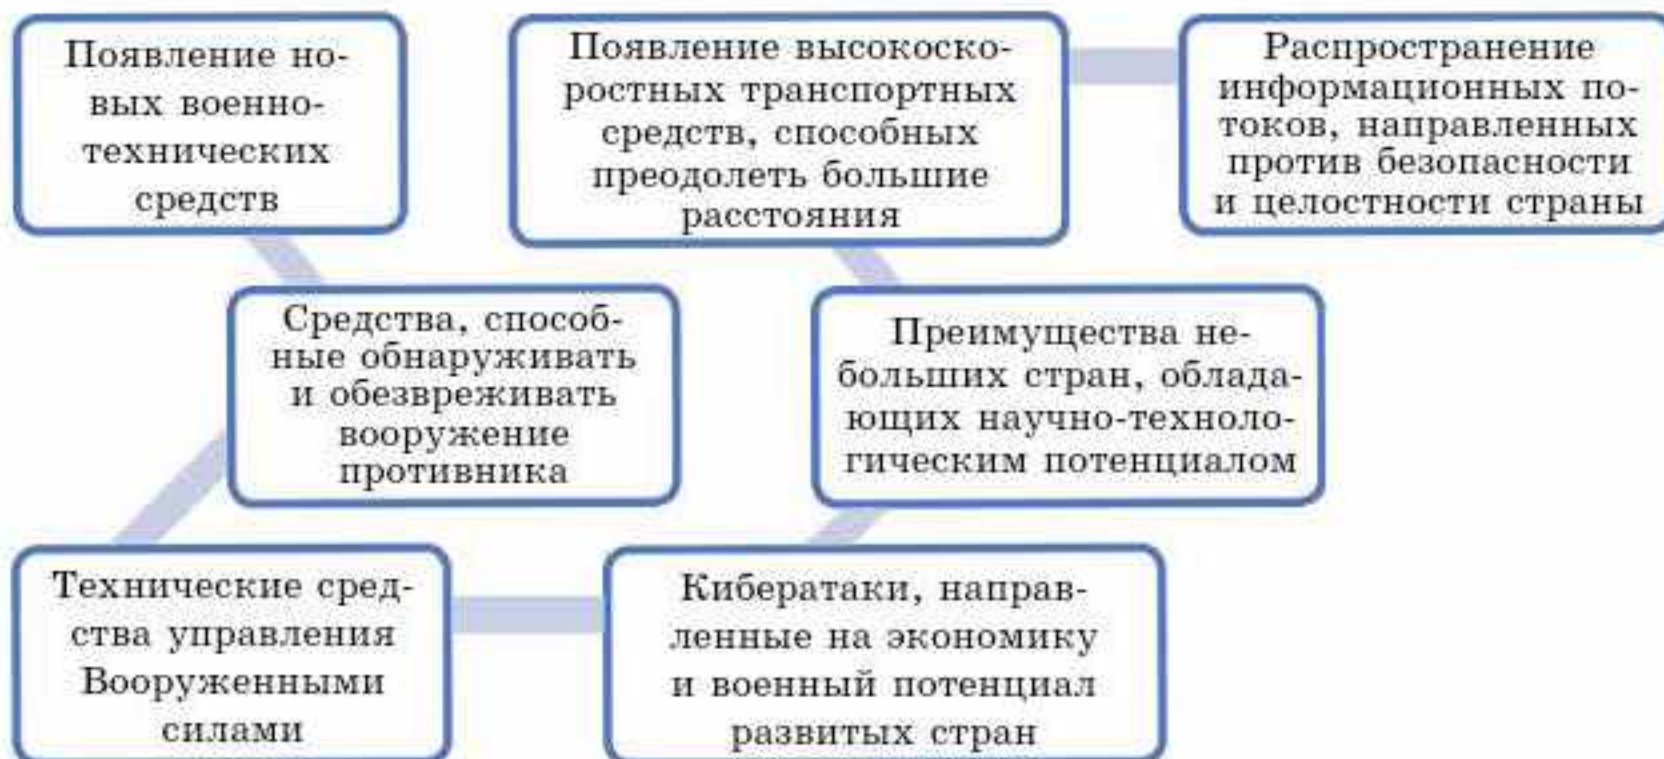 Появление но-
вых военно-
технических
средств
Появление высокоско-
ростных транспортных
средств, способных
преодолеть большие
расстояния
Распространение
информационных по-
токов, направленных
против безопасности
и целостности страны
Средства, способ-
ные обнаруживать
и обезвреживать
вооружение
противника
Преимущества не-
больших стран, облада-
ющих научно-техноло-
гическим потенциалом
Технические сред-
ства управления
Вооруженными
силами
Кибератаки, направ-
ленные на экономику
и военный потенциал
развитых стран